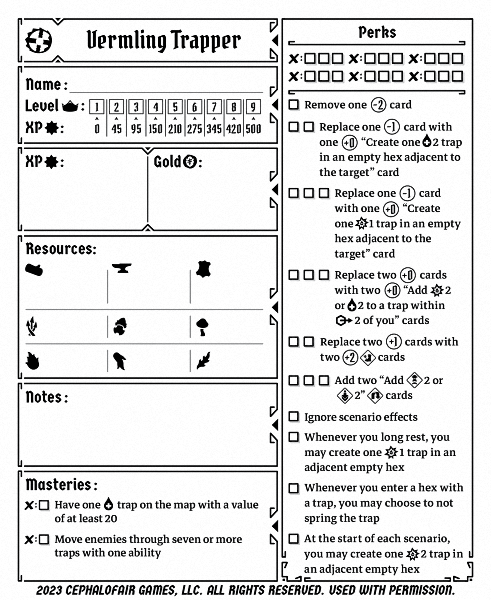 Vermling Trapper
Name:
Level :
1 2 3 4 5 6 7 8 9
XP :
0 45 95 150 210 275 345 420 500
XP :
Gold :
Resources:
Notes:
Masteries:
Have one trap on the map with a value
of at least 20
Move enemies through seven or more
traps with one ability
Perks
Remove one -2 card
Replace one -1 card with
one +0 “Create one 2 trap
in an empty hex adjacent to
the target” card
Replace one -1 card
with one +0 “Create
one 1 trap in an empty
hex adjacent to the
target” card
Replace two +0 cards
with two +0 “Add 2
or 2 to a trap within
2 of you” cards
Replace two +1 cards with
two +2 cards
Add two “Add 2 or
2” cards
Ignore scenario effects
Whenever you long rest, you
may create one 1 trap in an
adjacent empty hex
Whenever you enter a hex with
a trap, you may choose to not
spring the trap
At the start of each scenario,
you may create one 2 trap in
an adjacent empty hex
2023 CEPHALOFAIR GAMES, LLC. ALL RIGHTS RESERVED. USED WITH PERMISSION.